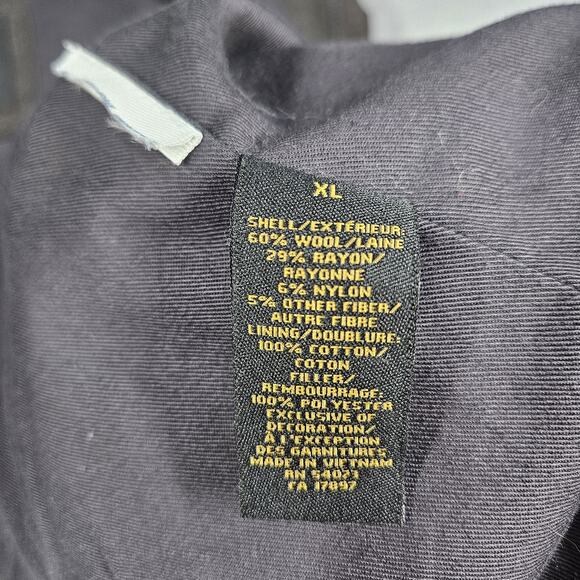 XL
SHELL/EXTÉRIEUR:
60% WOOL/LAINE
29% RAYON/
RAYONNE
6% NYLON
5% OTHER FIBER/
AUTRE FIBRE
LINING/DOUBLURE:
100% COTTON/
COTON
FILLER/
REMBOURRAGE:
100% POLYESTER
EXCLUSIVE OF
DECORATION/
À L'EXCEPTION
DES GARNITURES
MADE IN VIETNAM
RN 54023
CA 17897